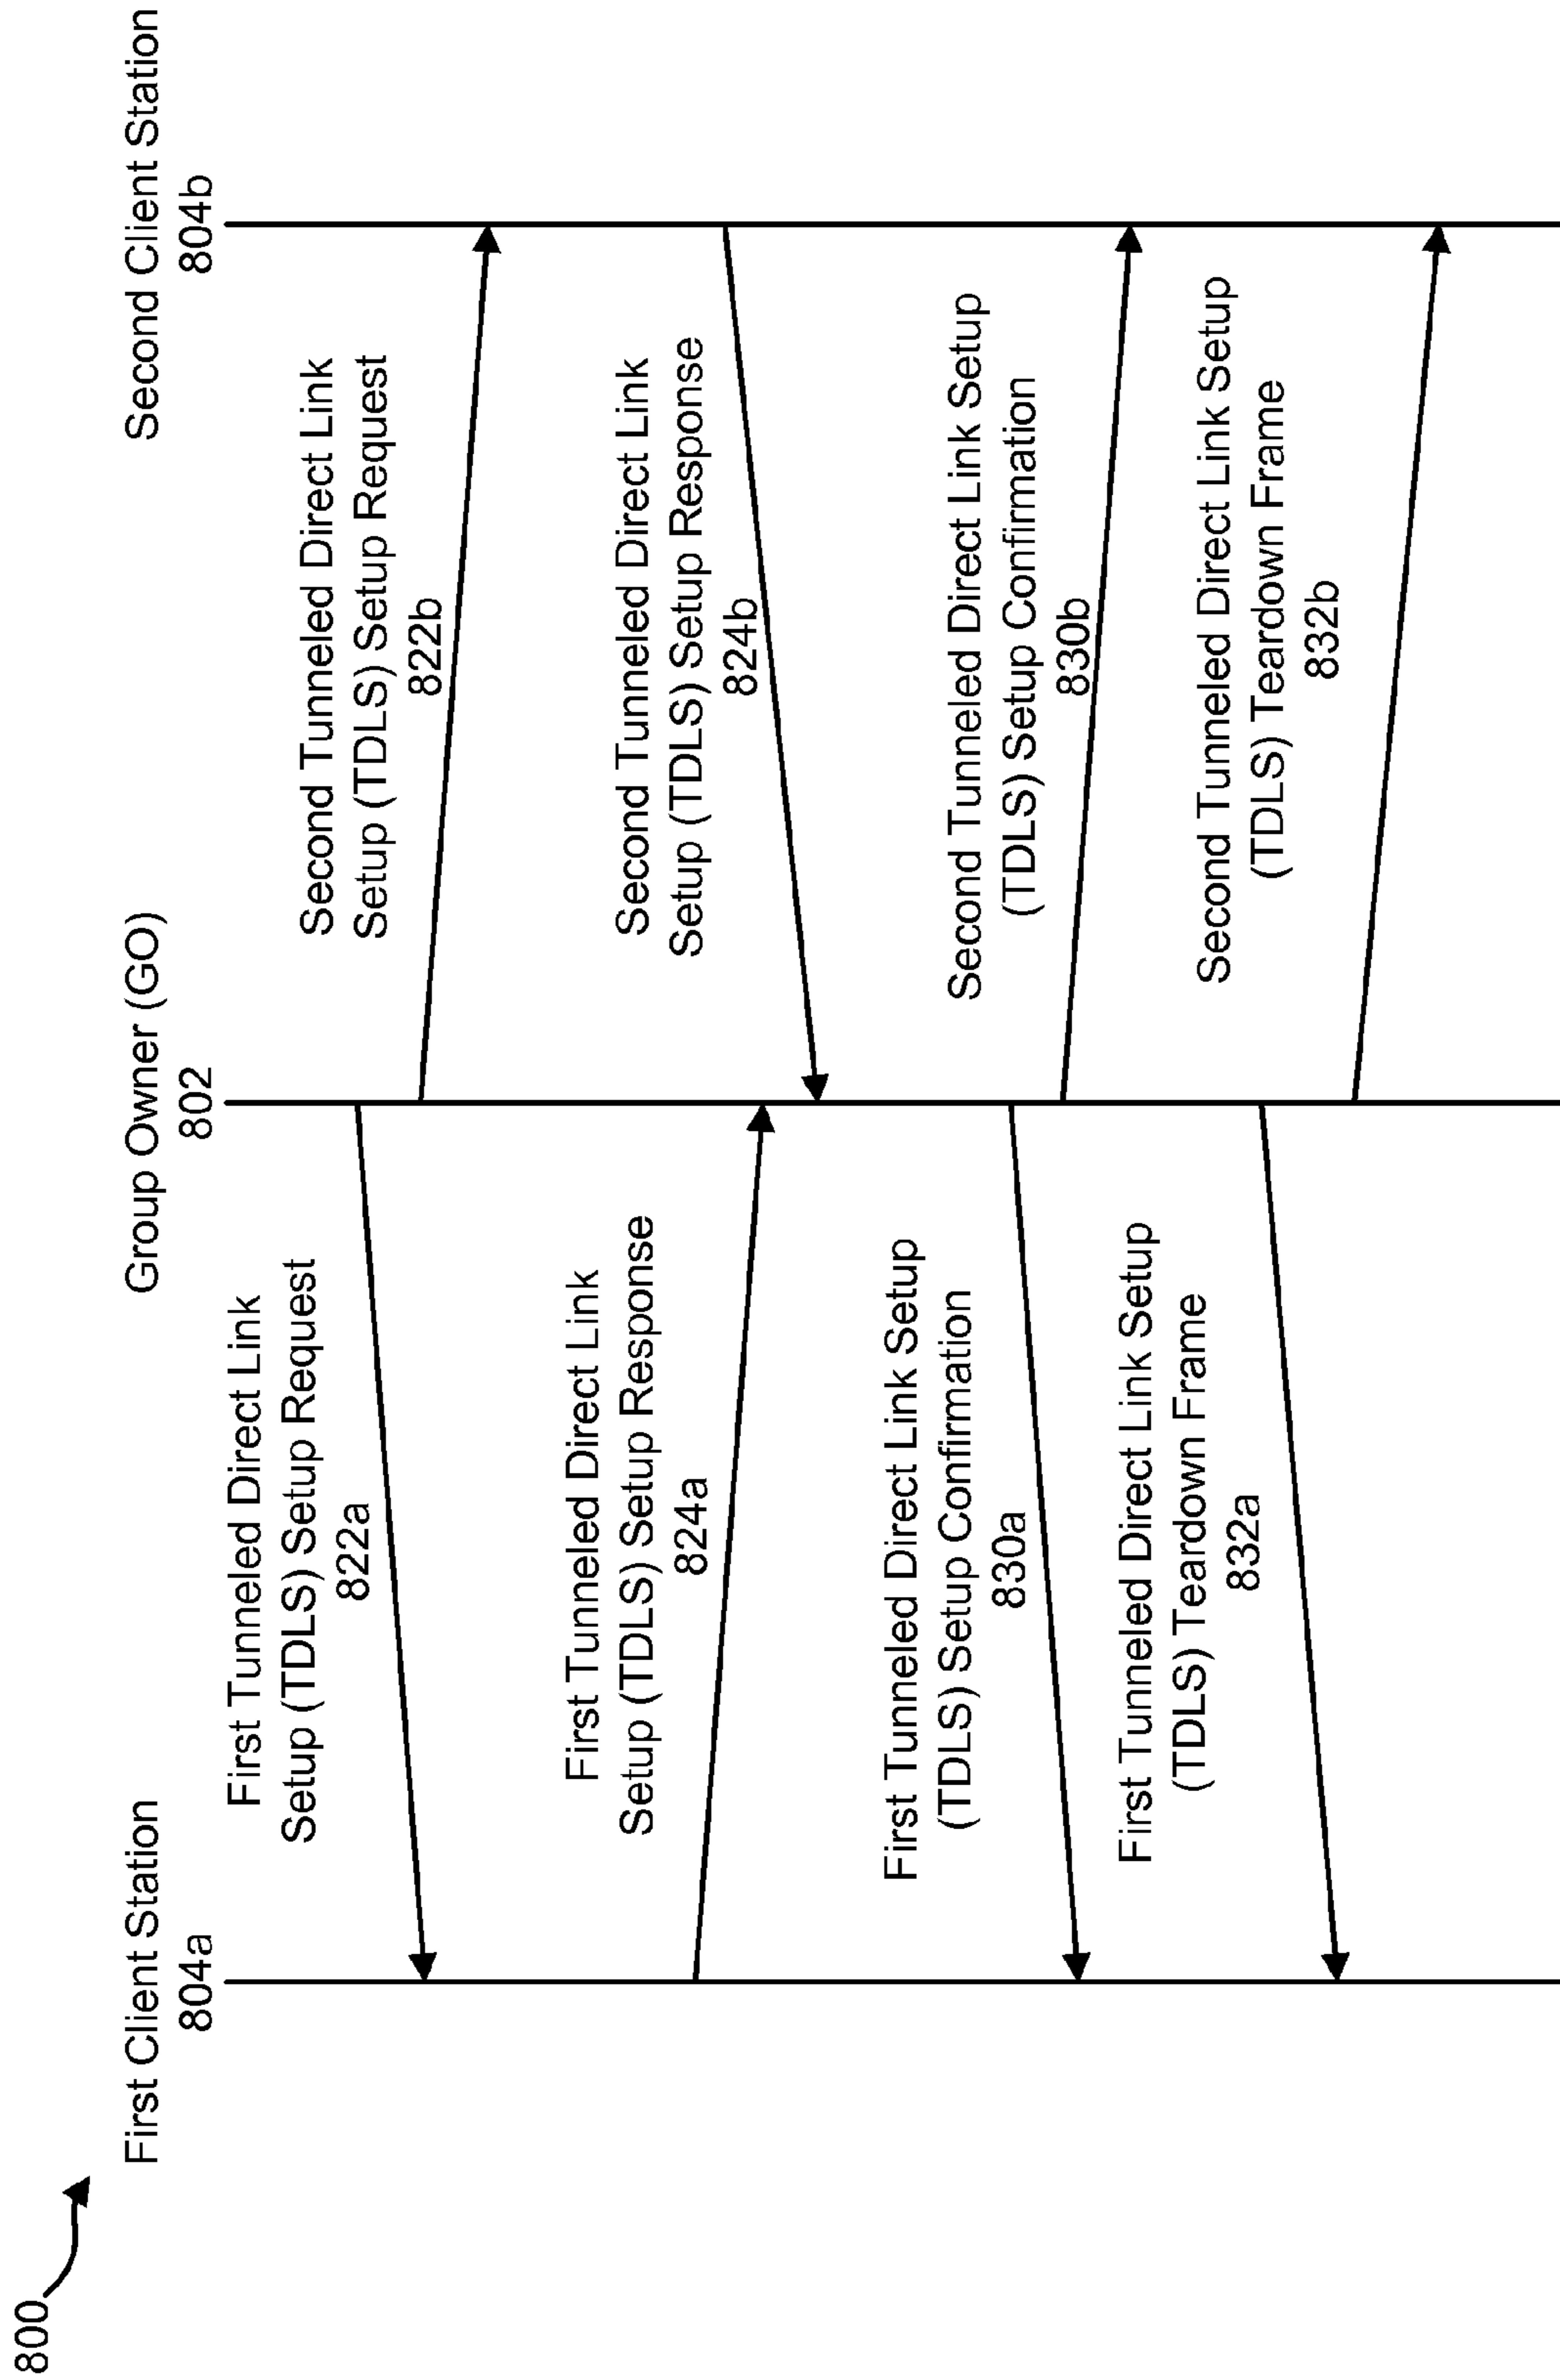 800
First Client Station
804a
Group Owner (GO)
802
Second Client Station
804b
First Tunneled Direct Link
Setup (TDLS) Setup Request
822a
Second Tunneled Direct Link
Setup (TDLS) Setup Request
822b
First Tunneled Direct Link
Setup (TDLS) Setup Response
824a
Second Tunneled Direct Link
Setup (TDLS) Setup Response
824b
First Tunneled Direct Link Setup
(TDLS) Setup Confirmation
830a
Second Tunneled Direct Link Setup
(TDLS) Setup Confirmation
830b
First Tunneled Direct Link Setup
(TDLS) Teardown Frame
832a
Second Tunneled Direct Link Setup
(TDLS) Teardown Frame
832b